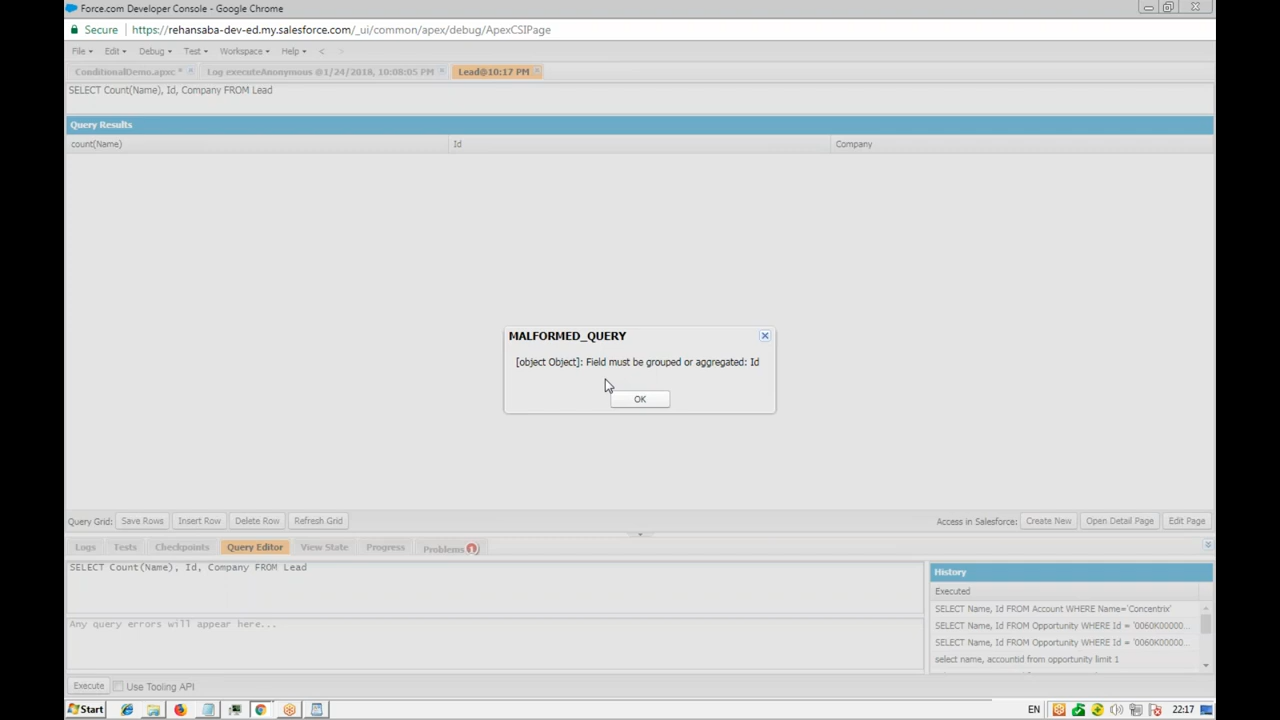 Force.com Developer Console - Google Chrome
Secure https://rehansaba-dev-ed.my.salesforce.com/_ui/common/apex/debug/ApexCSIPage
File Edit Debug Test Workspace Help < >
ConditionalDemo.apxc * Log executeAnonymous @1/24/2018, 10:08:05 PM Lead@10:17 PM
SELECT Count(Name), Id, Company FROM Lead
Query Results
count(Name) Id Company
MALFORMED_QUERY
[object Object]: Field must be grouped or aggregated: Id
OK
Query Grid: Save Rows Insert Row Delete Row Refresh Grid Access in Salesforce: Create New Open Detail Page Edit Page
Logs Tests Checkpoints Query Editor View State Progress Problems 1
SELECT Count(Name), Id, Company FROM Lead
Any query errors will appear here...
History
Executed
SELECT Name, Id FROM Account WHERE Name='Concentrix'
SELECT Name, Id FROM Opportunity WHERE Id = '0060K00000...
SELECT Name, Id FROM Opportunity WHERE Id = '0060K00000...
select name, accountid from opportunity limit 1
Execute Use Tooling API
Start EN 22:17